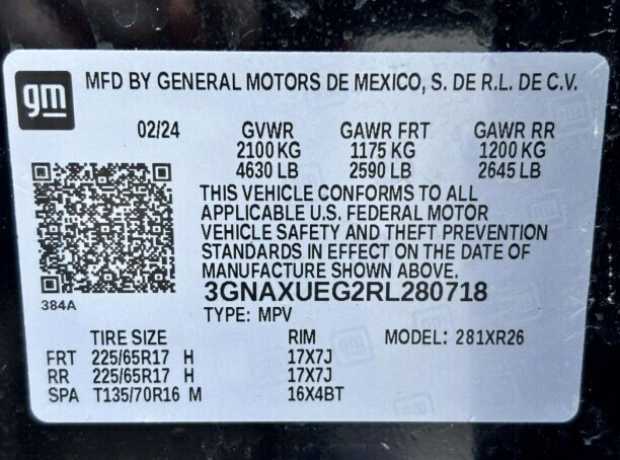 gm
MFD BY GENERAL MOTORS DE MEXICO, S. DE R.L. DE C.V.
02/24 GVWR GAWR FRT GAWR RR
2100 KG 1175 KG 1200 KG
4630 LB 2590 LB 2645 LB
THIS VEHICLE CONFORMS TO ALL
APPLICABLE U.S. FEDERAL MOTOR
VEHICLE SAFETY AND THEFT PREVENTION
STANDARDS IN EFFECT ON THE DATE OF
MANUFACTURE SHOWN ABOVE.
384A
3GNAXUEG2RL280718
TYPE: MPV
TIRE SIZE RIM MODEL: 281XR26
FRT 225/65R17 H 17X7J
RR 225/65R17 H 17X7J
SPA T135/70R16 M 16X4BT